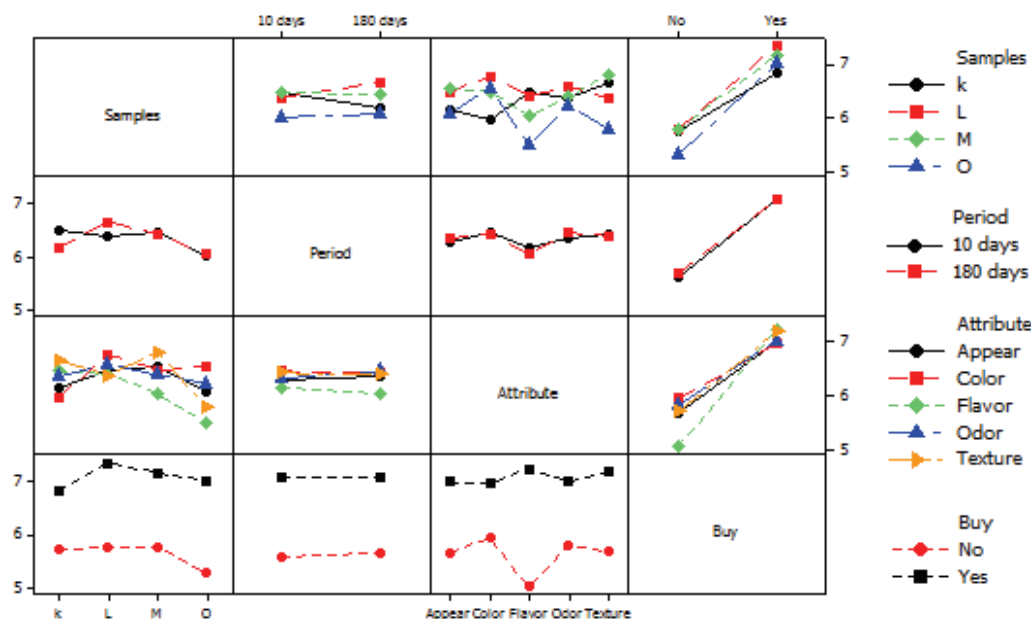 10 days 180 days No Yes
Samples
7
6
5
Samples
k
L
M
O
7
6
5
Period
Period
10 days
180 days
Attribute
7
6
5
Attribute
Appear
Color
Flavor
Odor
Texture
7
6
5
Buy
Buy
No
Yes
k L M O Appear Color Flavor Odor Texture